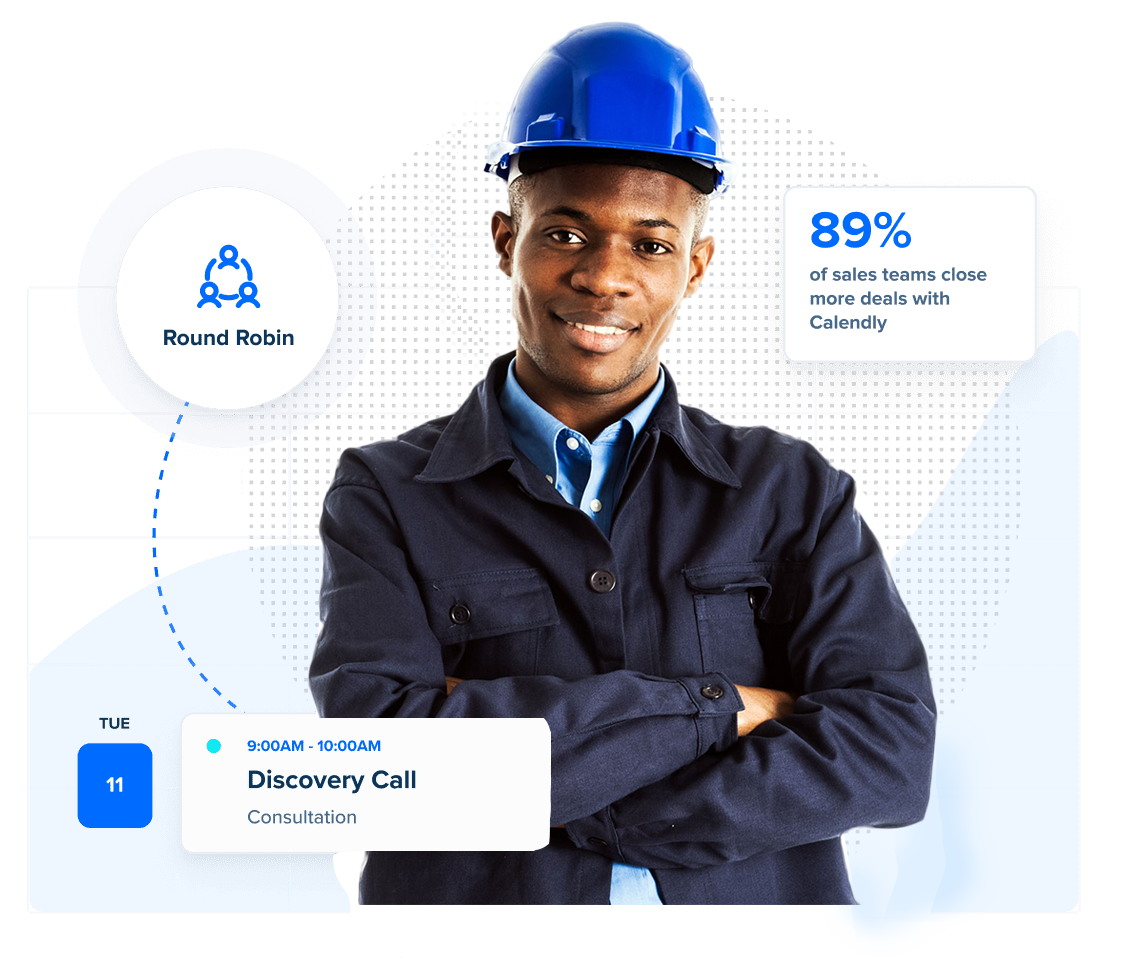 89%
of sales teams close
more deals with
Calendly
Round Robin
TUE
11
9:00AM - 10:00AM
Discovery Call
Consultation